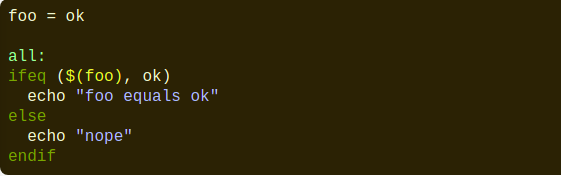 foo = ok
all:
ifeq ($(foo), ok)
echo "foo equals ok"
else
echo "nope"
endif